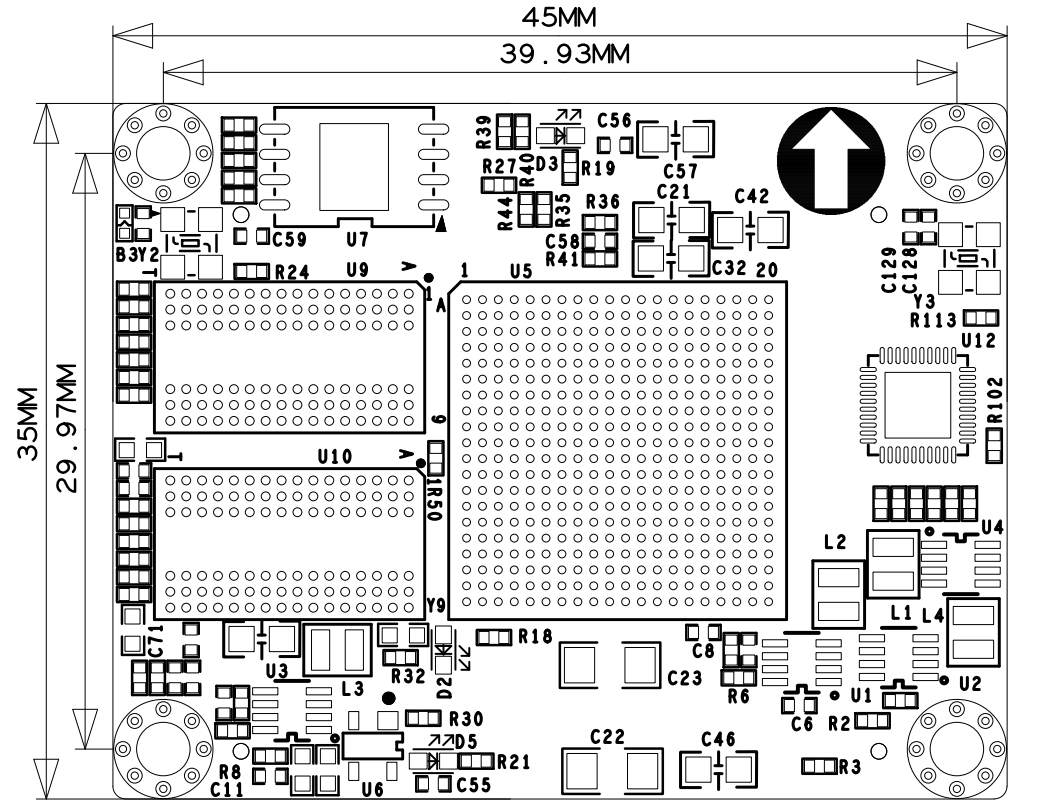 45MM
39.93MM
35MM
29.97MM
R39
R40
D3
R19
C56
C57
R27
R44
R35
R36
C58
R41
C21
C42
C32
B3Y2
C59
U7
R24
U9
A
1
A
9
1
U5
20
C129
C128
Y3
R113
U12
R102
U10
A
1R50
Y9
U4
L2
L1
L4
C71
U3
L3
R32
D2
R18
C23
C8
R6
C6
U1
U2
R2
R30
D5
R21
C22
C46
R3
R8
C11
U6
C55